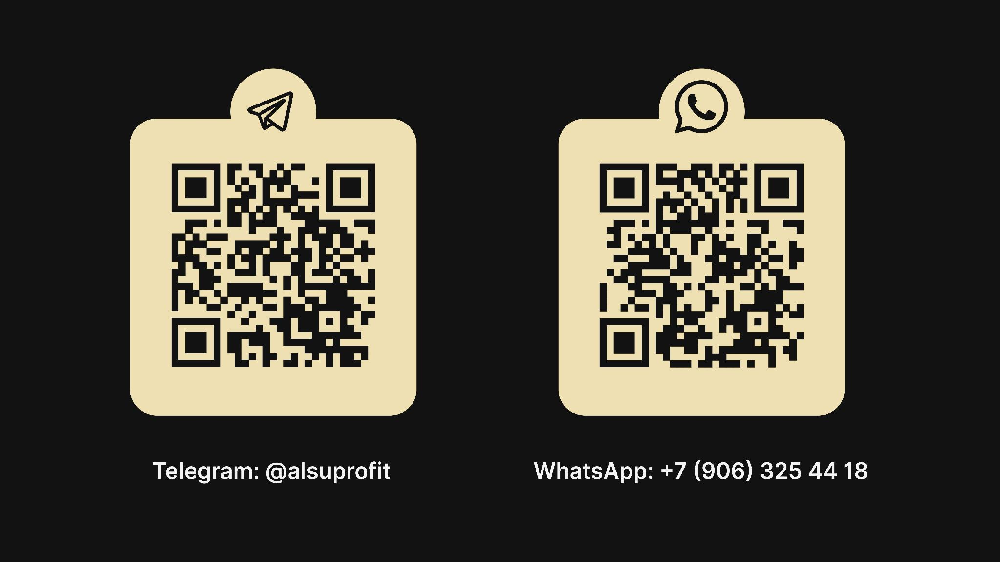 Telegram: @alsuprofit
WhatsApp: +7 (906) 325 44 18